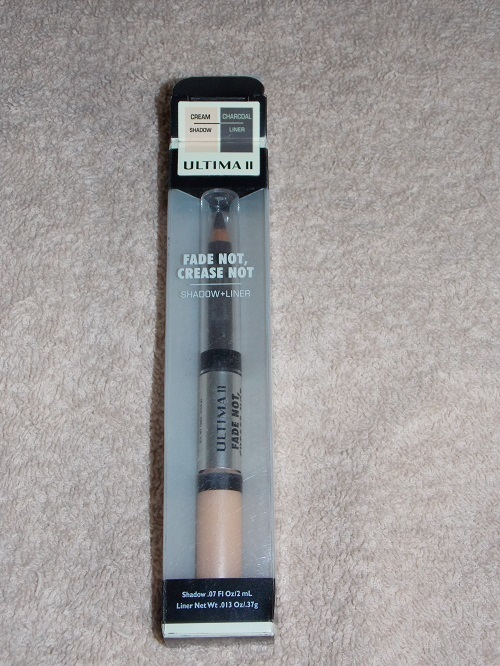 CREAM CHARCOAL
SHADOW LINER
ULTIMA II
FADE NOT,
CREASE NOT
SHADOW+LINER
ULTIMA II
FADE NOT,
Shadow .07 Fl Oz/2 mL
Liner Net Wt .013 Oz/.37g